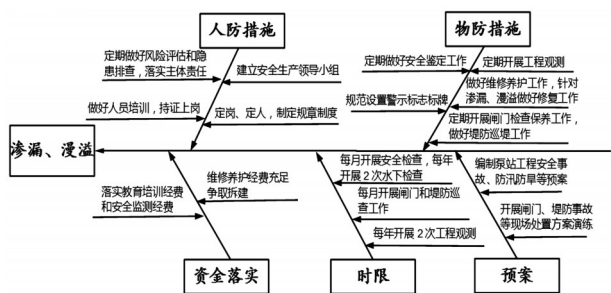 人防措施
物防措施
定期做好风险评估和隐
患排查，落实主体责任
建立安全生产领导小组
做好人员培训，持证上岗
定岗、定人，制定规章制度
定期做好安全鉴定工作
定期开展工程观测
做好维修养护工作，针对
渗漏、漫溢做好修复工作
规范设置警示标志标牌
定期开展闸门检查保养工作，
做好堤防巡堤工作
渗漏、漫溢
维修养护经费充足
争取拆建
落实教育培训经费
和安全监测经费
每月开展安全检查，每年
开展2次水下检查
每月开展闸门和堤防巡
查工作
每年开展2次工程观测
编制泵站工程安全事
故、防汛防旱等预案
开展闸门、堤防事故
等现场处置方案演练
资金落实
时限
预案